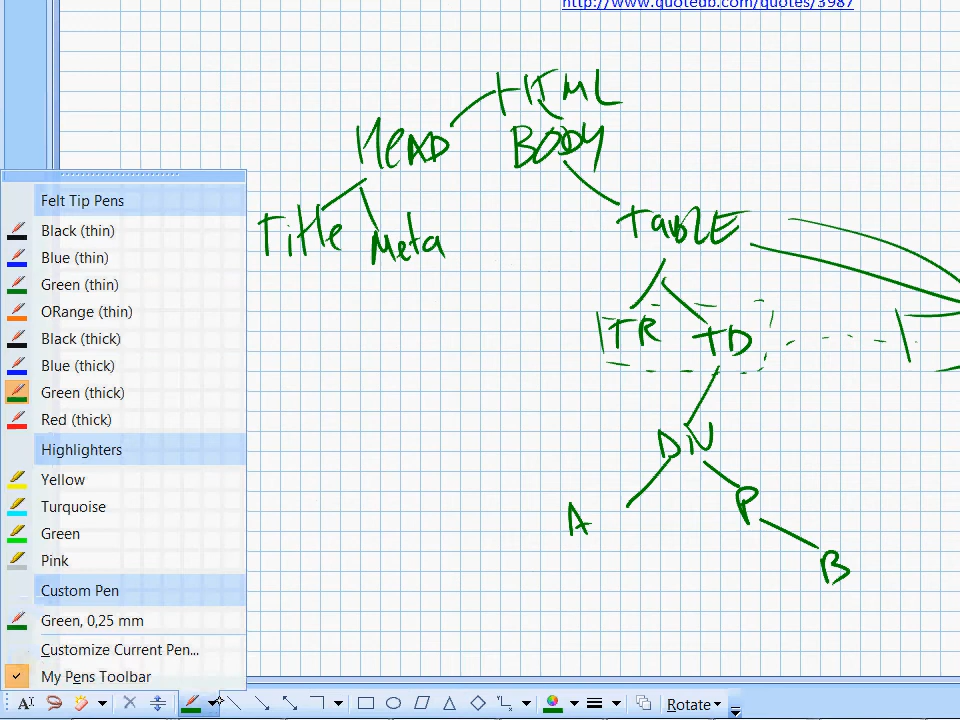 http://www.quotedb.com/quotes/3987
HTML
HeAD BODY
Title Meta
TaBLE
TR TD
DIV
A
P
B
Felt Tip Pens
Black (thin)
Blue (thin)
Green (thin)
ORange (thin)
Black (thick)
Blue (thick)
Green (thick)
Red (thick)
Highlighters
Yellow
Turquoise
Green
Pink
Custom Pen
Green, 0,25 mm
Customize Current Pen...
My Pens Toolbar
A Rotate